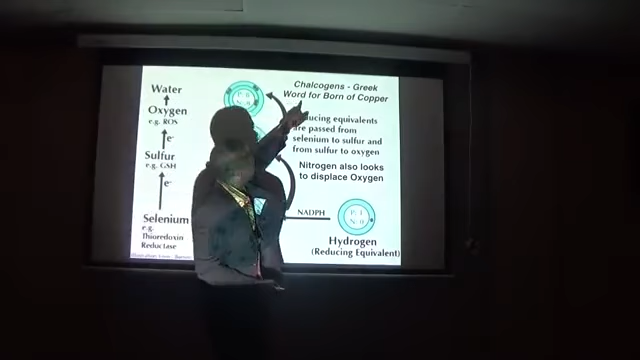 Water
Oxygen
e.g. ROS
e-
Sulfur
e.g. GSH
e-
Selenium
e.g.
Thioredoxin
Reductase
Chalcogens - Greek
Word for Born of Copper
ucing equivalents
are passed from
selenium to sulfur and
from sulfur to oxygen
Nitrogen also looks
to displace Oxygen
NADPH
Hydrogen
(Reducing Equivalent)